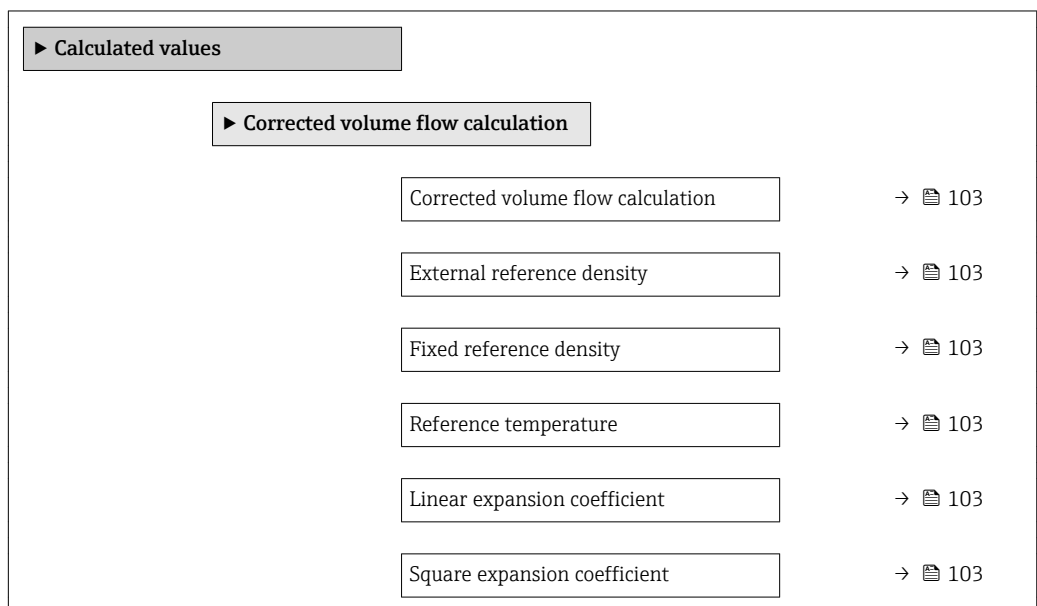 ► Calculated values
► Corrected volume flow calculation
Corrected volume flow calculation → 103
External reference density → 103
Fixed reference density → 103
Reference temperature → 103
Linear expansion coefficient → 103
Square expansion coefficient → 103